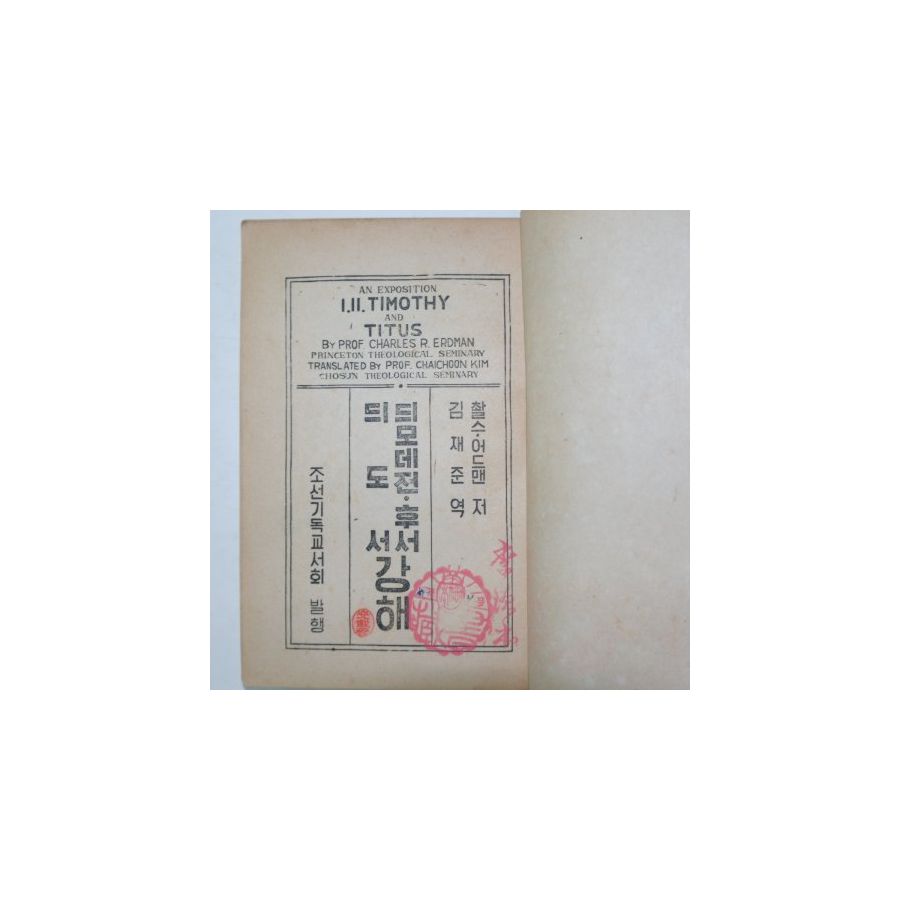 AN EXPOSITION
I.II. TIMOTHY
AND
TITUS
BY PROF. CHARLES R. ERDMAN
PRINCETON THEOLOGICAL SEMINARY
TRANSLATED BY PROF. CHAICHOON KIM
CHOSUN THEOLOGICAL SEMINARY
촬수·어드맨 저
김재준 역
듸모데전·후서
듸도서
강해
조선기독교서회 발행